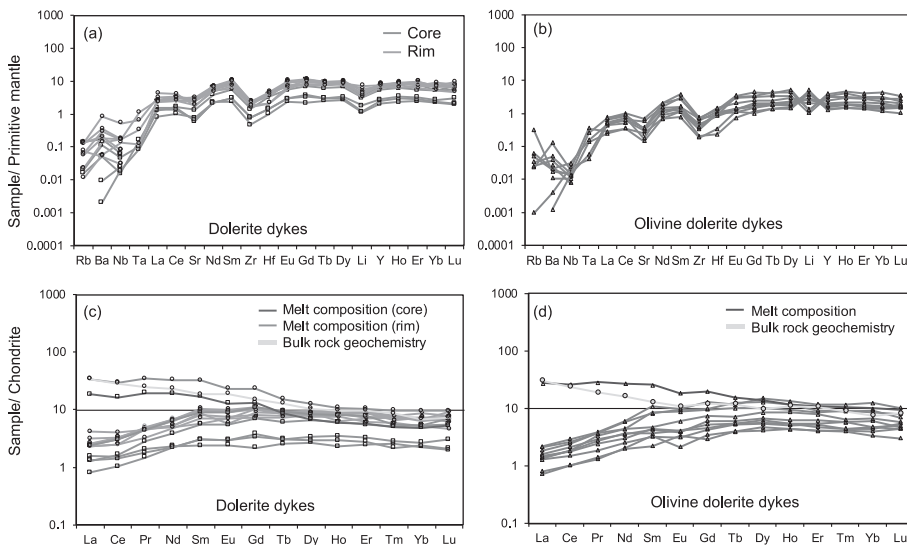 (a)
Core
Rim
1000
100
10
1
0.1
0.01
0.001
0.0001
Sample/ Primitive mantle
Dolerite dykes
Rb Ba Nb Ta La Ce Sr Nd Sm Zr Hf Eu Gd Tb Dy Li Y Ho Er Yb Lu
(b)
1000
100
10
1
0.1
0.01
0.001
0.0001
Olivine dolerite dykes
Rb Ba Nb Ta La Ce Sr Nd Sm Zr Hf Eu Gd Tb Dy Li Y Ho Er Yb Lu
(c)
Melt composition (core)
Melt composition (rim)
Bulk rock geochemistry
100
10
1
0.1
Sample/ Chondrite
Dolerite dykes
La Ce Pr Nd Sm Eu Gd Tb Dy Ho Er Tm Yb Lu
(d)
Melt composition
Bulk rock geochemistry
100
10
1
0.1
Olivine dolerite dykes
La Ce Pr Nd Sm Eu Gd Tb Dy Ho Er Tm Yb Lu